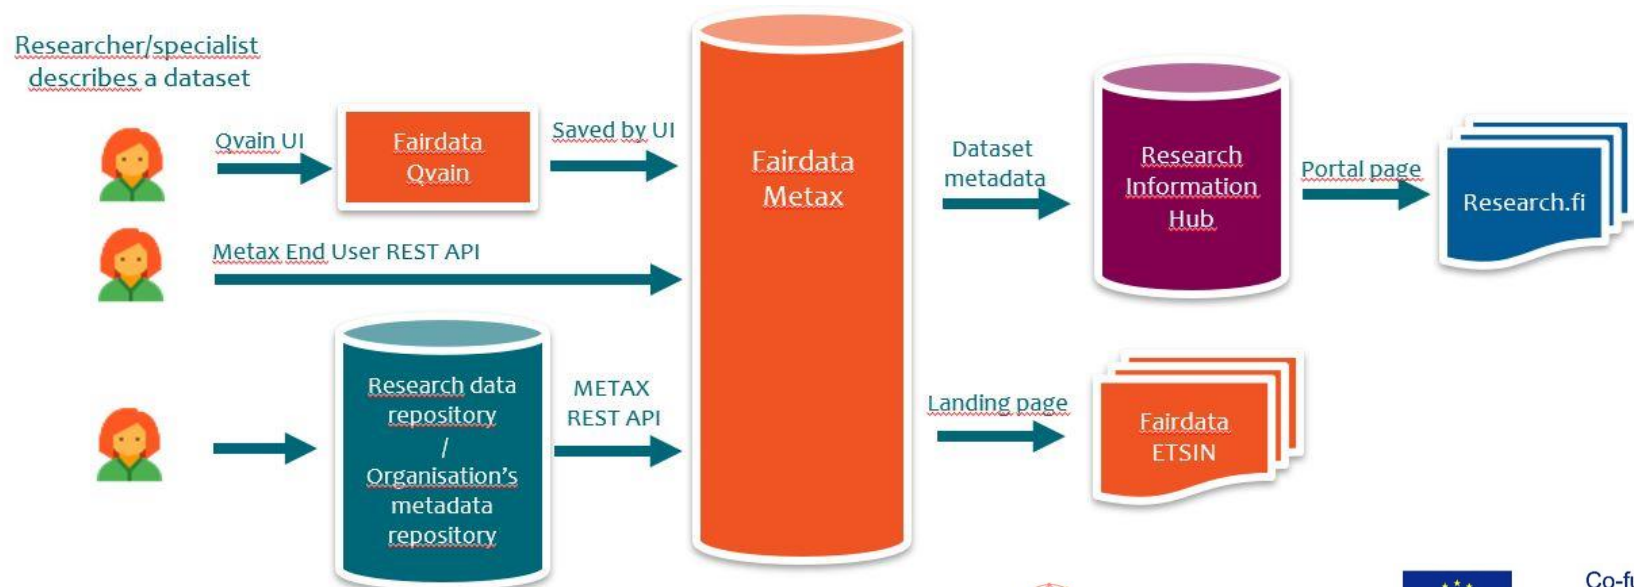 Researcher/specialist
describes a dataset
Qvain UI
Fairdata
Qvain
Saved by UI
Metax End User REST API
Research data
repository
/
Organisation's
metadata
repository
METAX
REST API
Fairdata
Metax
Dataset
metadata
Research
Information
Hub
Portal page
Research.fi
Landing page
Fairdata
ETSIN